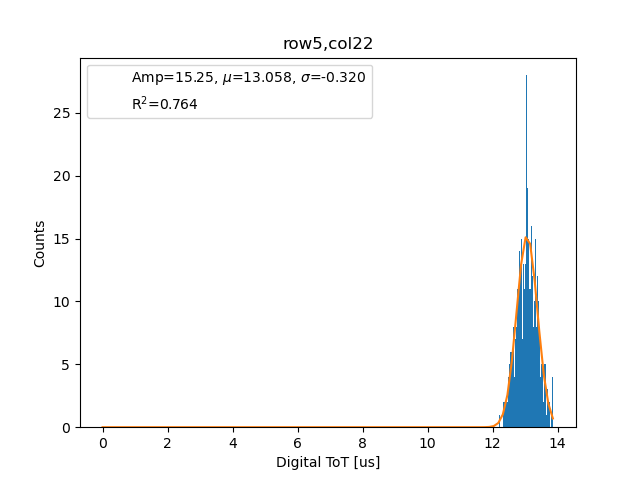 row5,col22
Amp=15.25, μ=13.058, σ=-0.320
R²=0.764
25
20
15
10
5
0
Counts
0 2 4 6 8 10 12 14
Digital ToT [us]